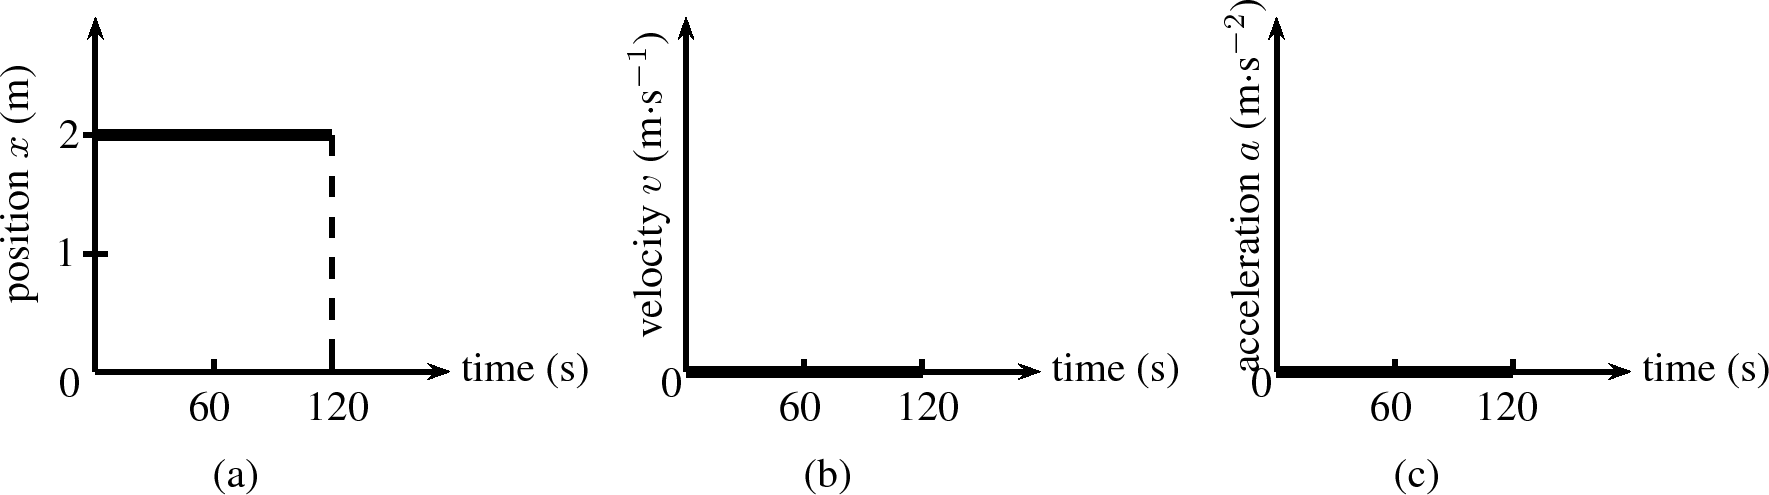 position x (m)
2
1
0
60
120
time (s)
(a)
velocity v (m·s⁻¹)
0
60
120
time (s)
(b)
acceleration a (m·s⁻²)
0
60
120
time (s)
(c)